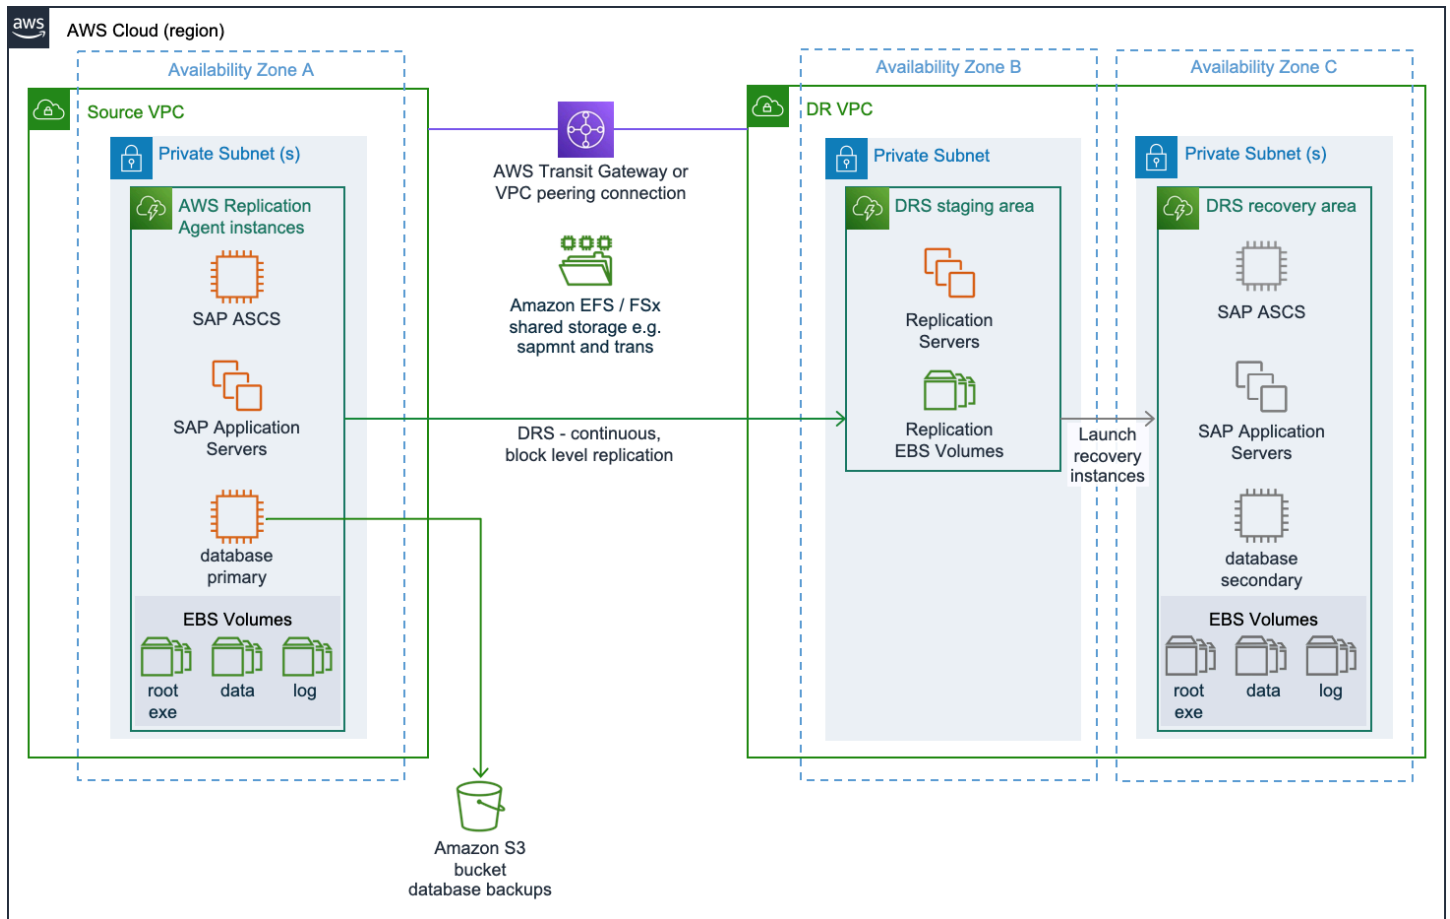 aws
AWS Cloud (region)
Availability Zone A
Availability Zone B
Availability Zone C
Source VPC
DR VPC
Private Subnet (s)
AWS Replication
Agent instances
SAP ASCS
SAP Application
Servers
database
primary
EBS Volumes
root
exe
data
log
AWS Transit Gateway or
VPC peering connection
Amazon EFS / FSx
shared storage e.g.
sapmnt and trans
DRS - continuous,
block level replication
Amazon S3
bucket
database backups
Private Subnet
DRS staging area
Replication
Servers
Replication
EBS Volumes
Launch
recovery
instances
Private Subnet (s)
DRS recovery area
SAP ASCS
SAP Application
Servers
database
secondary
EBS Volumes
root
exe
data
log